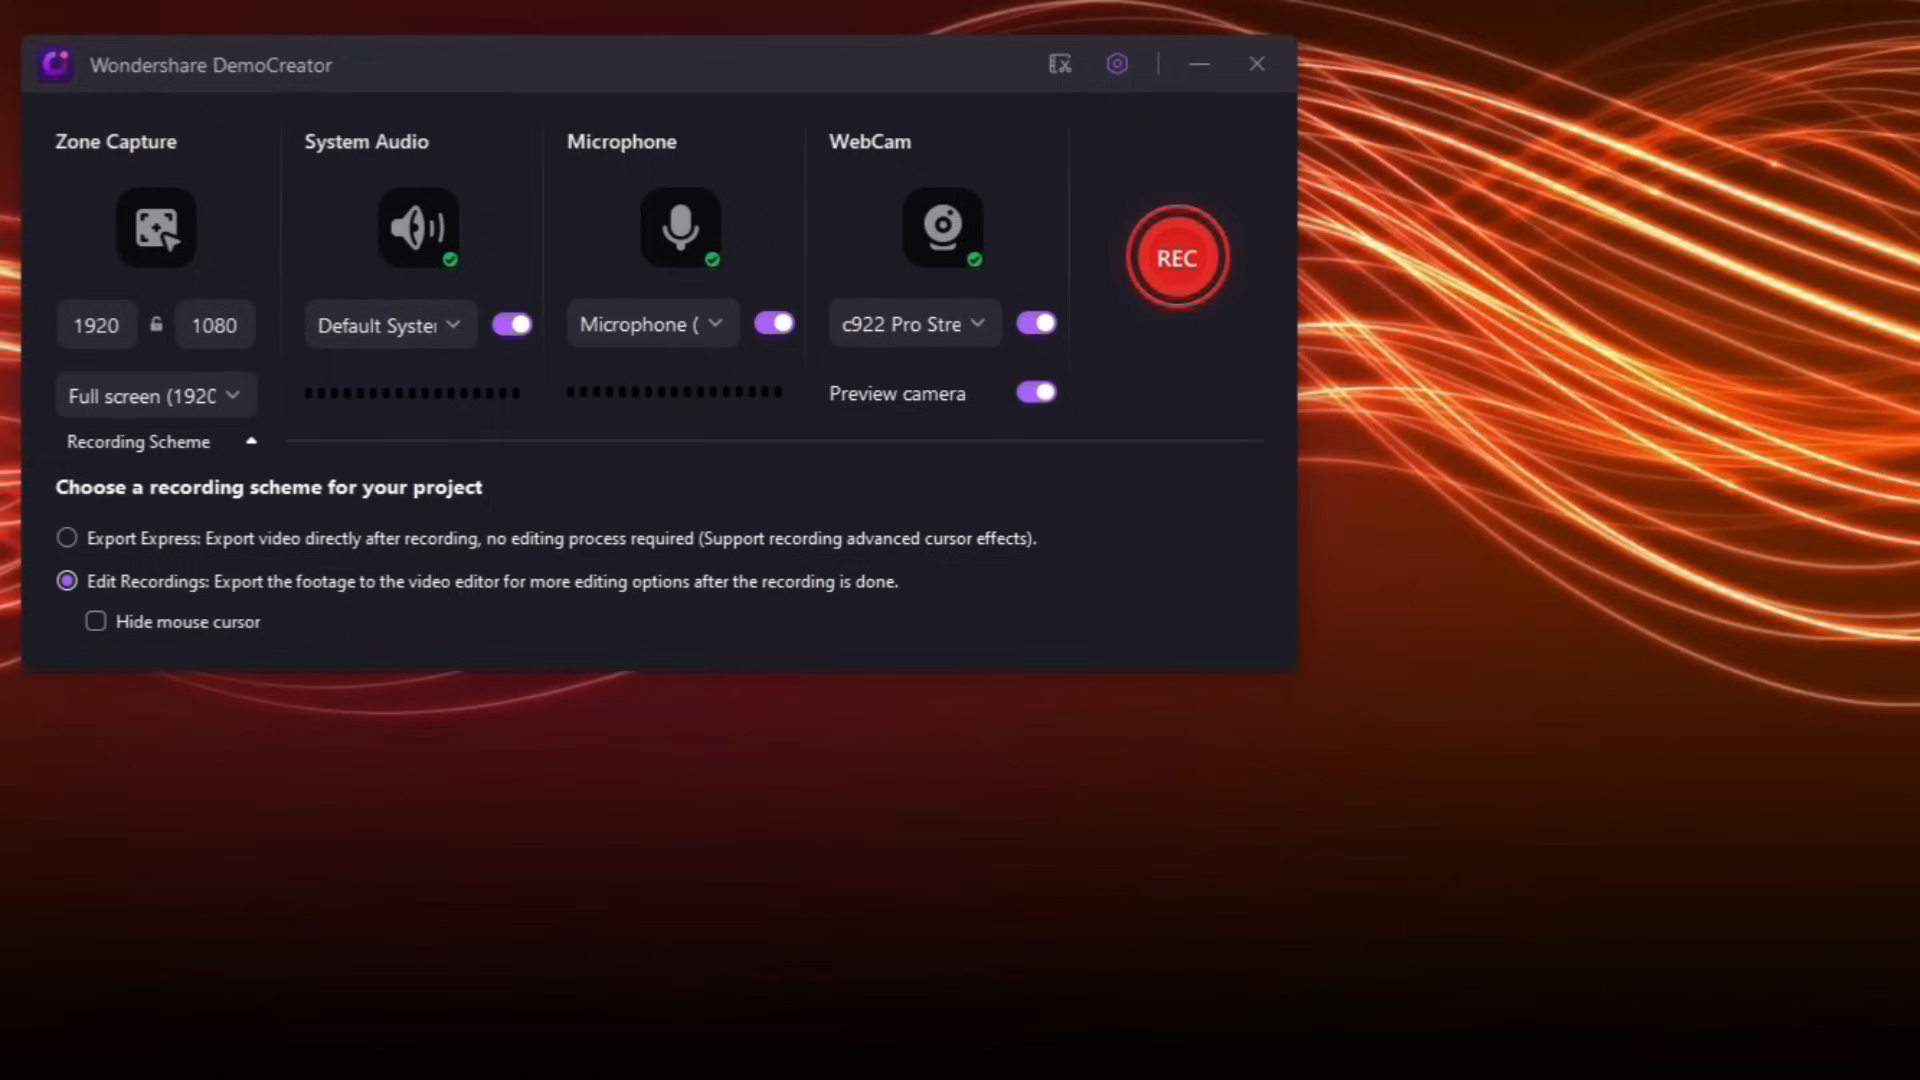 Wondershare DemoCreator
Zone Capture
System Audio
Microphone
WebCam
REC
1920
1080
Default Syster
Microphone (
c922 Pro Stre
Full screen (192C
Preview camera
Recording Scheme
Choose a recording scheme for your project
Export Express: Export video directly after recording, no editing process required (Support recording advanced cursor effects).
Edit Recordings: Export the footage to the video editor for more editing options after the recording is done.
Hide mouse cursor